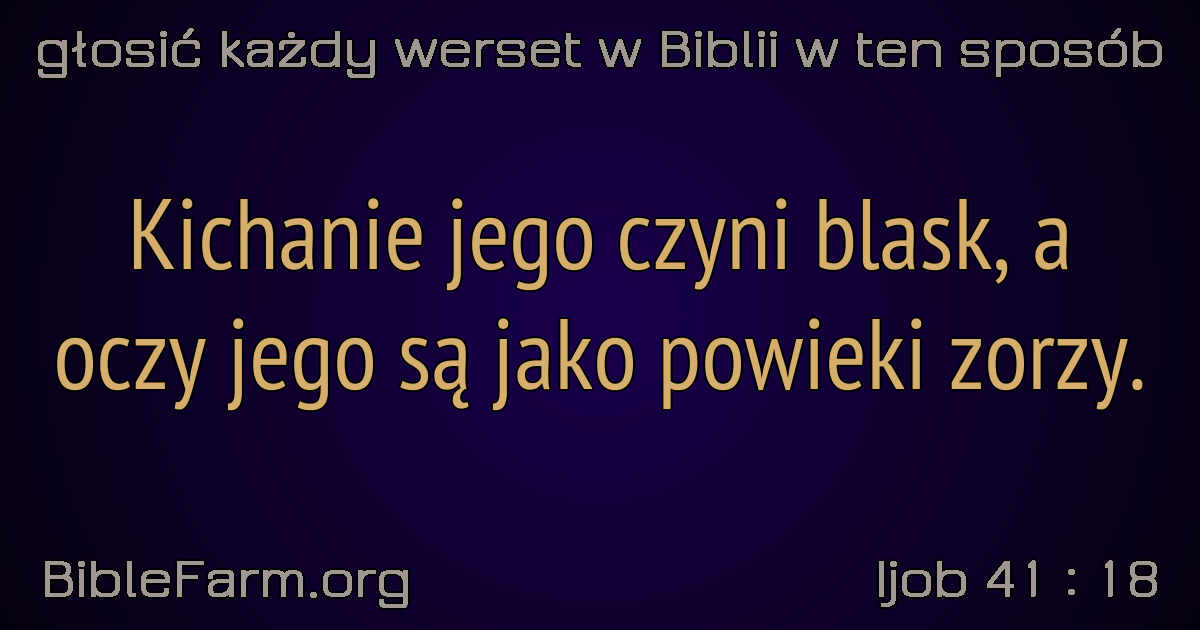 głosić każdy werset w Biblii w ten sposób
Kichanie jego czyni blask, a
oczy jego są jako powieki zorzy.
BibleFarm.org
Ijob 41 : 18